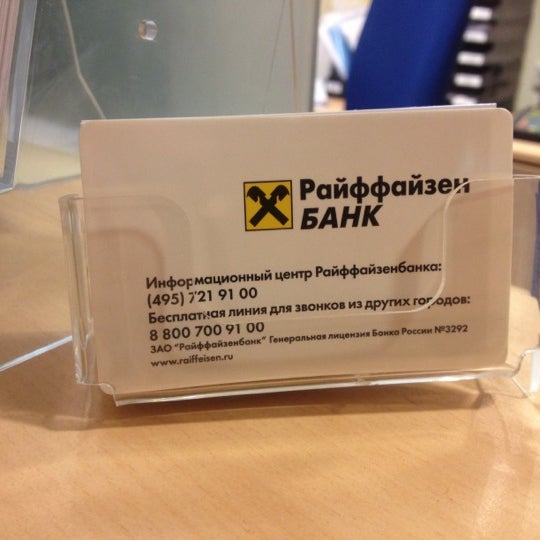 Райффайзен
БАНК
Информационный центр Райффайзенбанка:
(495) 721 91 00
Бесплатная линия для звонков из других городов:
8 800 700 91 00
ЗАО "Райффайзенбанк" Генеральная лицензия Банка России №3292
www.raiffeisen.ru